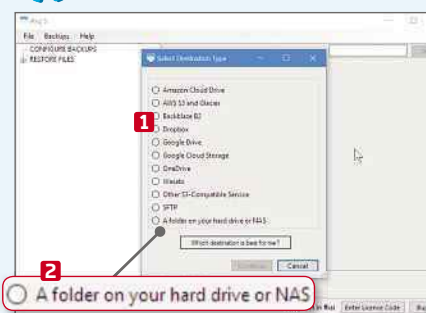 Arq 5
File Backups Help
CONFIGURE BACKUPS
RESTORE FILES
Select Destination Type
Amazon Cloud Drive
AWS S3 and Glacier
1
Backblaze B2
Dropbox
Google Drive
Google Cloud Storage
OneDrive
Wasabi
Other S3-Compatible Service
SFTP
A folder on your hard drive or NAS
Which destination is best for me?
Continue Cancel
2
A folder on your hard drive or NAS
Enter License Code